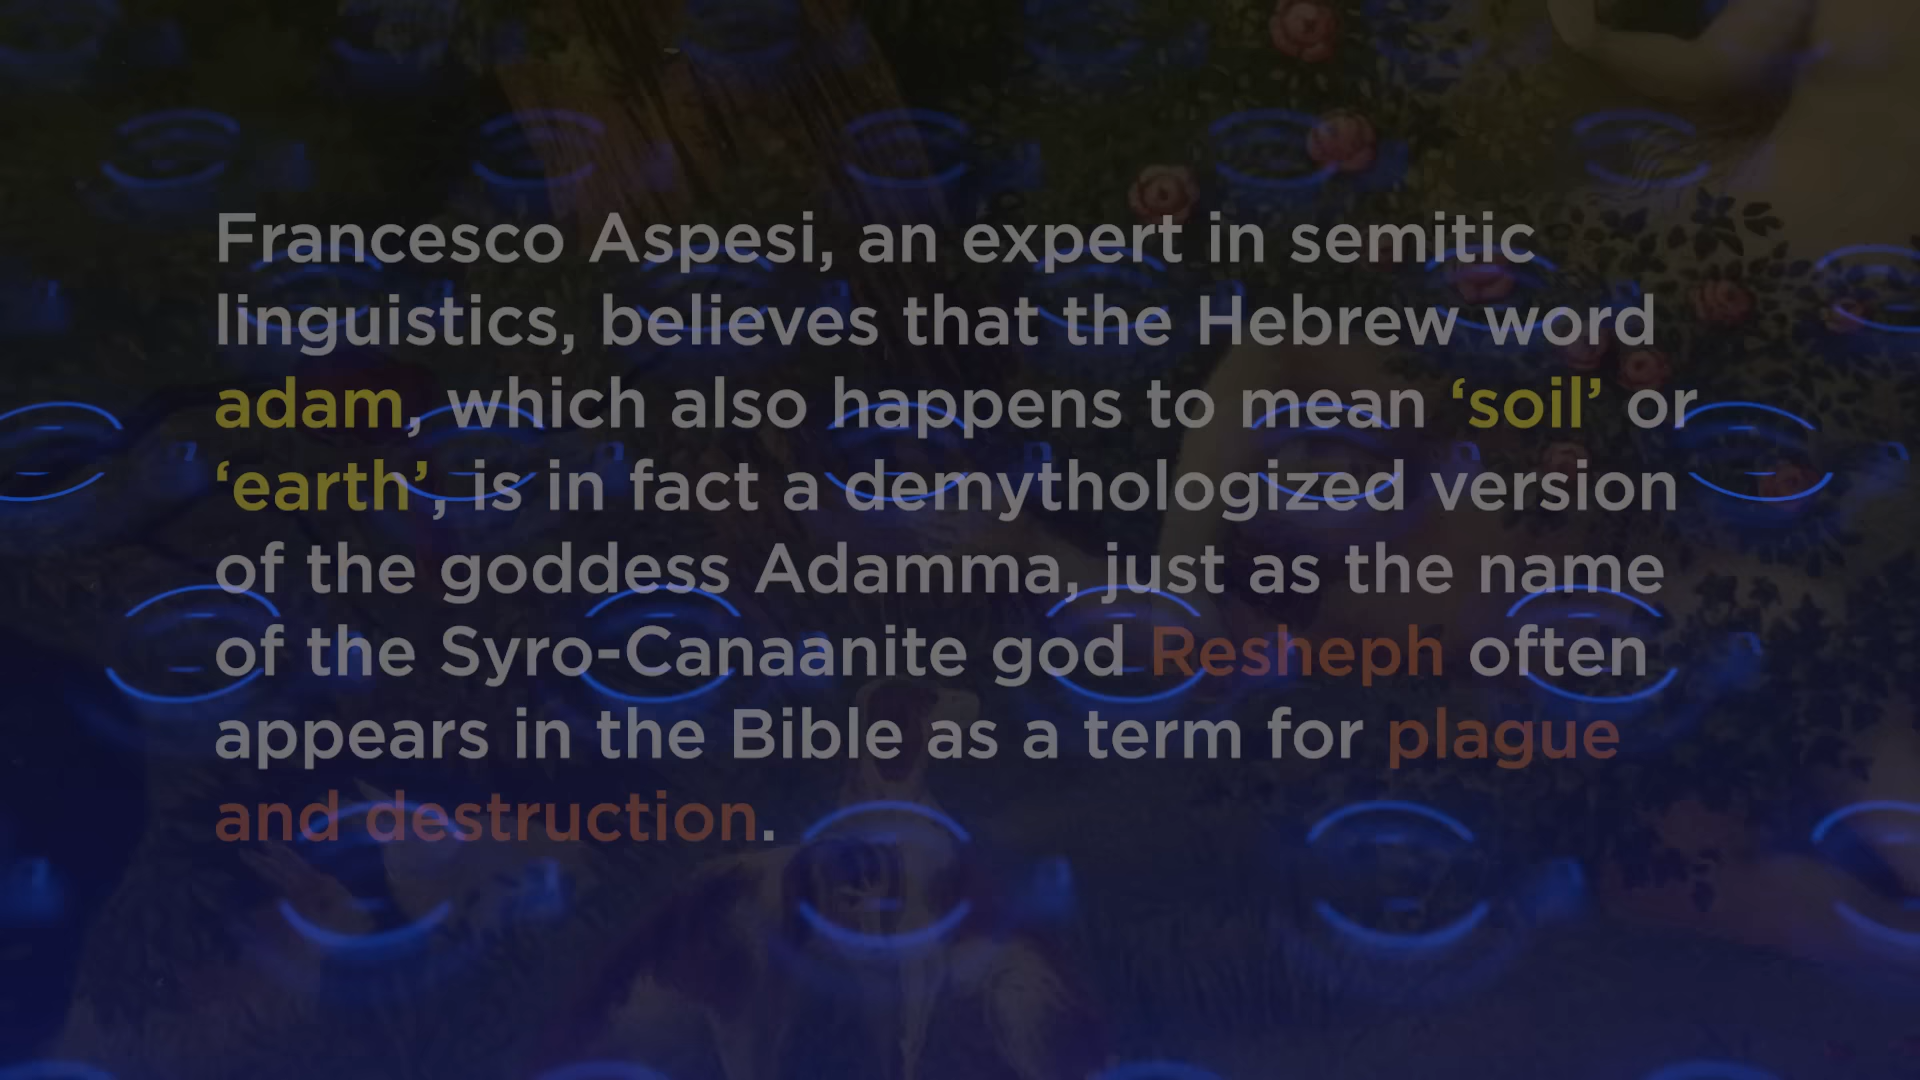 Francesco Aspesi, an expert in semitic
linguistics, believes that the Hebrew word
adam, which also happens to mean ‘soil’ or
‘earth’, is in fact a demythologized version
of the goddess Adamma, just as the name
of the Syro-Canaanite god Resheph often
appears in the Bible as a term for plague
and destruction.